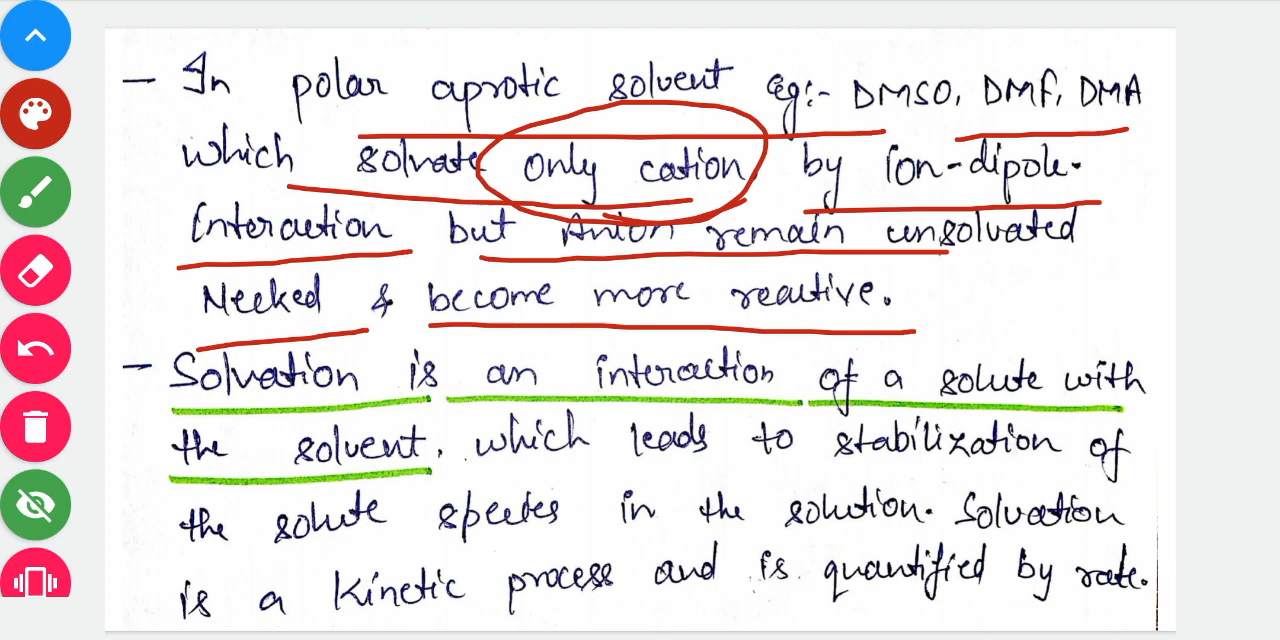 - In polar aprotic solvent eg:- DMSO, DMF, DMA
which solvate only cation by ion-dipole-
interaction but Anion remain unsolvated
Necked & become more reactive.
- Solvation is an interaction of a solute with
the solvent, which leads to stabilization of
the solute species in the solution. Solvation
is a kinetic process and is quantified by rate.